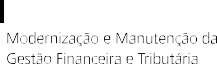 Modernização e Manutenção da
Gestão Financeira e Tributária